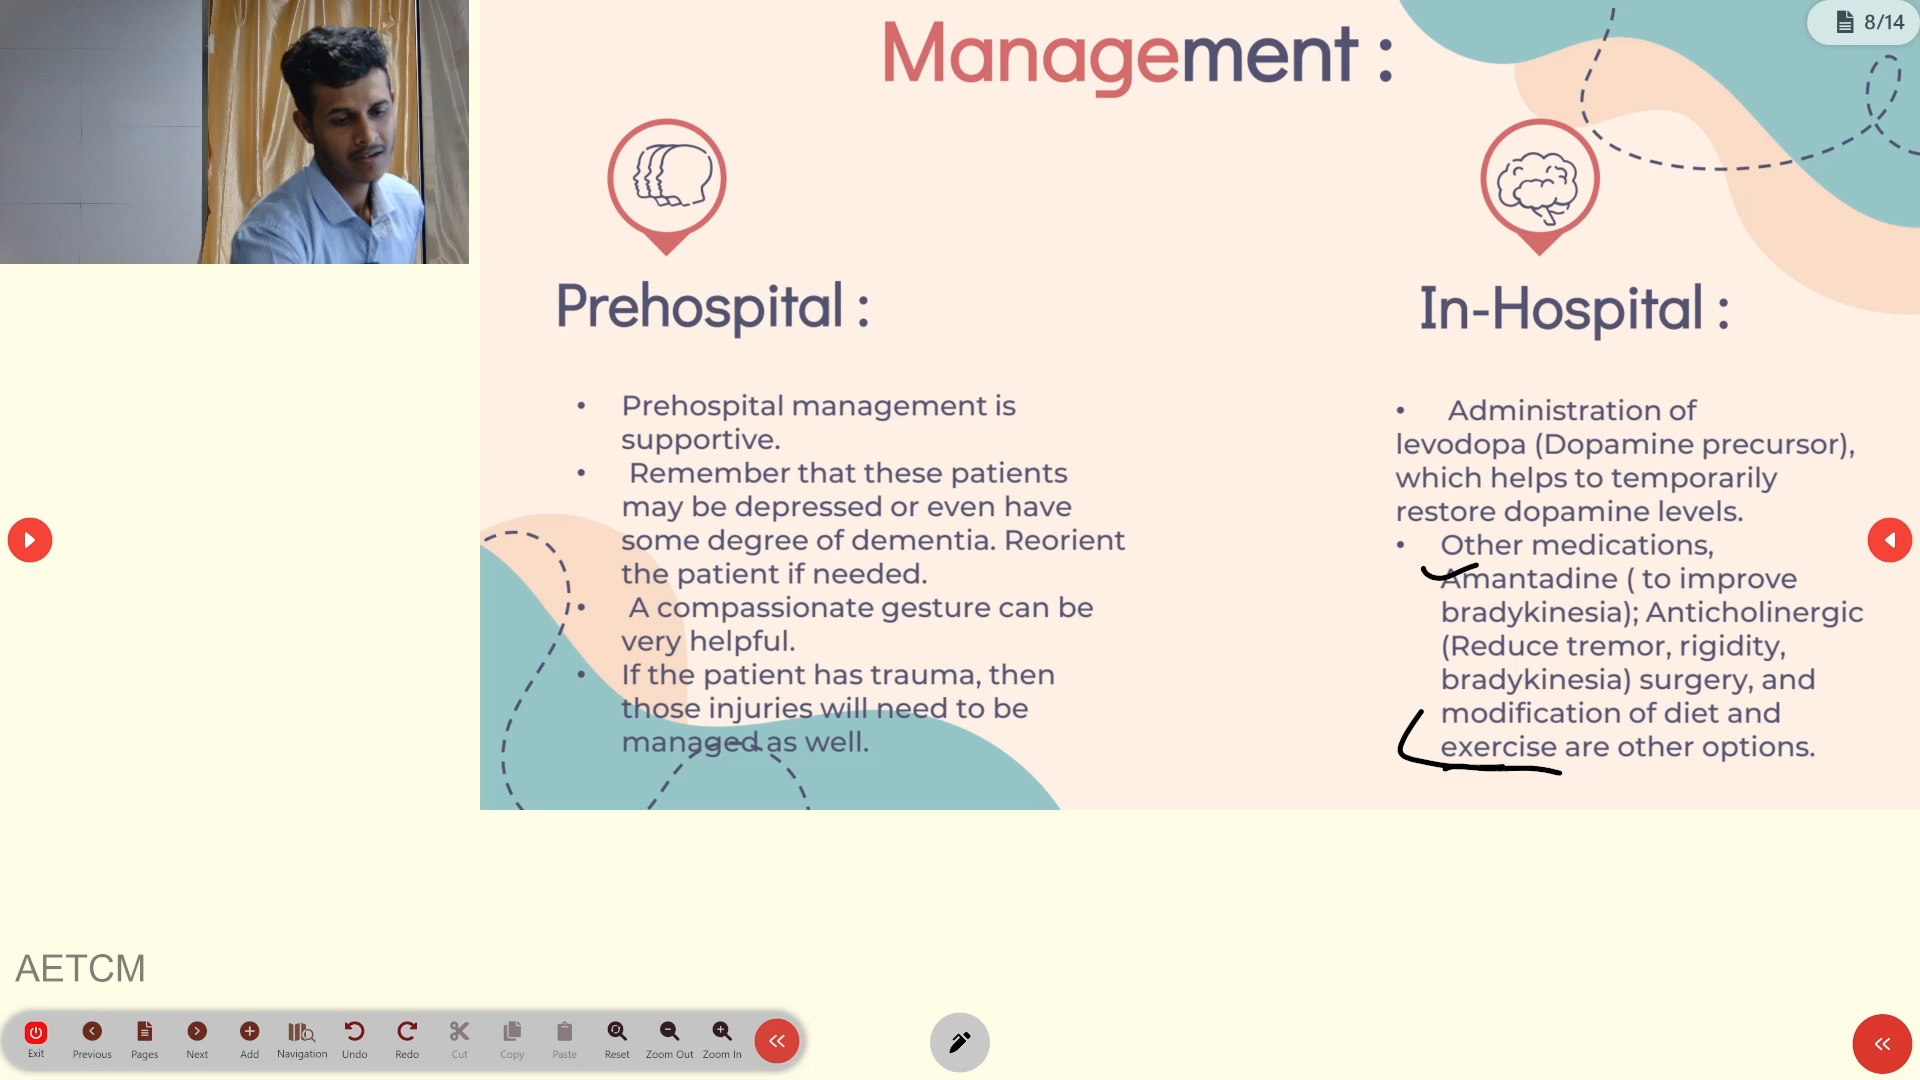 8/14
Management :
Prehospital :
• Prehospital management is
supportive.
• Remember that these patients
may be depressed or even have
some degree of dementia. Reorient
the patient if needed.
• A compassionate gesture can be
very helpful.
• If the patient has trauma, then
those injuries will need to be
managed as well.
In-Hospital :
• Administration of
levodopa (Dopamine precursor),
which helps to temporarily
restore dopamine levels.
• Other medications,
Amantadine ( to improve
bradykinesia); Anticholinergic
(Reduce tremor, rigidity,
bradykinesia) surgery, and
modification of diet and
exercise are other options.
AETCM
Exit Previous Pages Next Add Navigation Undo Redo Cut Copy Paste Reset Zoom Out Zoom In